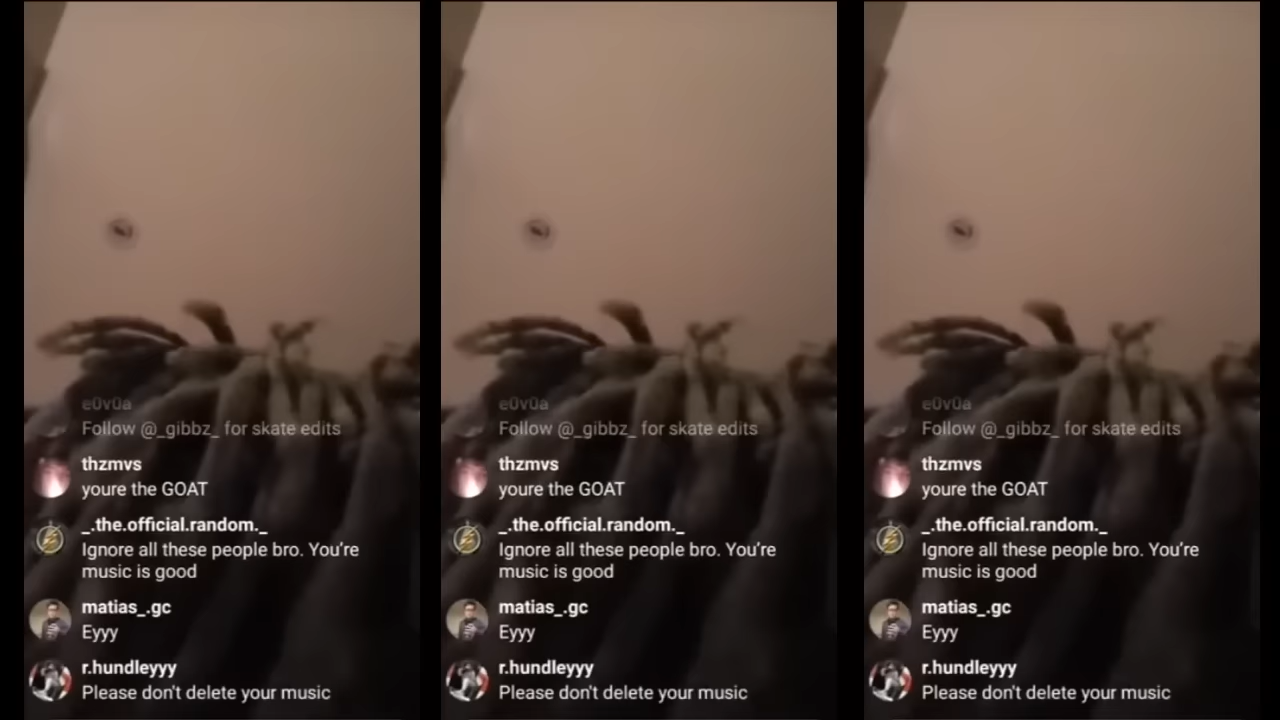 e0v0a
Follow @_gibbz_ for skate edits
thzmvs
youre the GOAT
_.the.official.random._
Ignore all these people bro. You're
music is good
matias_.gc
Eyyy
r.hundleyyy
Please don't delete your music
e0v0a
Follow @_gibbz_ for skate edits
thzmvs
youre the GOAT
_.the.official.random._
Ignore all these people bro. You're
music is good
matias_.gc
Eyyy
r.hundleyyy
Please don't delete your music
e0v0a
Follow @_gibbz_ for skate edits
thzmvs
youre the GOAT
_.the.official.random._
Ignore all these people bro. You're
music is good
matias_.gc
Eyyy
r.hundleyyy
Please don't delete your music